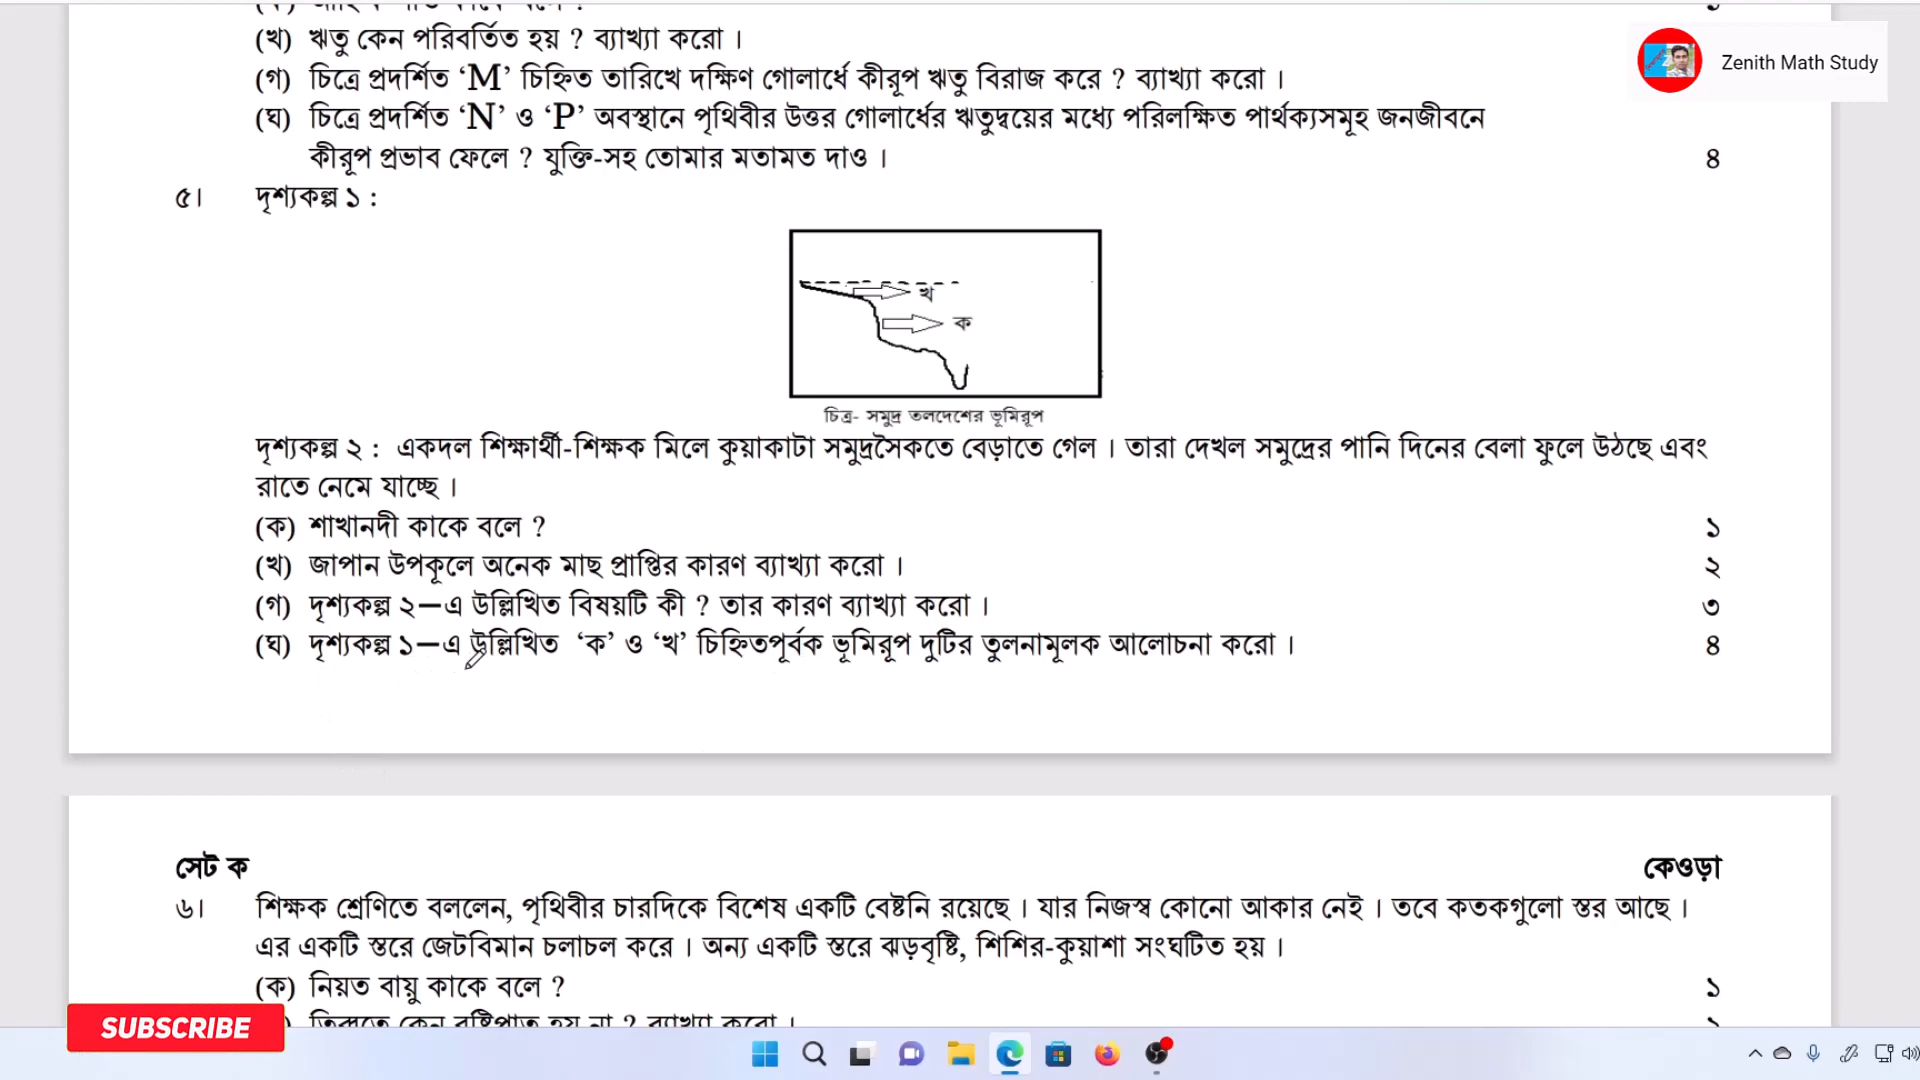 (খ) ঋতু কেন পরিবর্তিত হয় ? ব্যাখ্যা করো ।
Zenith Math Study
(গ) চিত্রে প্রদর্শিত ‘M’ চিহ্নিত তারিখে দক্ষিণ গোলার্ধে কীরূপ ঋতু বিরাজ করে ? ব্যাখ্যা করো ।
(ঘ) চিত্রে প্রদর্শিত ‘N’ ও ‘P’ অবস্থানে পৃথিবীর উত্তর গোলার্ধের ঋতুদ্বয়ের মধ্যে পরিলক্ষিত পার্থক্যসমূহ জনজীবনে
কীরূপ প্রভাব ফেলে ? যুক্তি-সহ তোমার মতামত দাও । ৪
৫। দৃশ্যকল্প ১ :
খ
ক
চিত্র- সমুদ্র তলদেশের ভূমিরূপ
দৃশ্যকল্প ২ : একদল শিক্ষার্থী-শিক্ষক মিলে কুয়াকাটা সমুদ্রসৈকতে বেড়াতে গেল । তারা দেখল সমুদ্রের পানি দিনের বেলা ফুলে উঠছে এবং
রাতে নেমে যাচ্ছে ।
(ক) শাখানদী কাকে বলে ? ১
(খ) জাপান উপকূলে অনেক মাছ প্রাপ্তির কারণ ব্যাখ্যা করো । ২
(গ) দৃশ্যকল্প ২—এ উল্লিখিত বিষয়টি কী ? তার কারণ ব্যাখ্যা করো । ৩
(ঘ) দৃশ্যকল্প ১—এ উল্লিখিত ‘ক’ ও ‘খ’ চিহ্নিতপূর্বক ভূমিরূপ দুটির তুলনামূলক আলোচনা করো । ৪
সেট ক কেওড়া
৬। শিক্ষক শ্রেণিতে বললেন, পৃথিবীর চারদিকে বিশেষ একটি বেষ্টনি রয়েছে । যার নিজস্ব কোনো আকার নেই । তবে কতকগুলো স্তর আছে ।
এর একটি স্তরে জেটবিমান চলাচল করে । অন্য একটি স্তরে ঝড়বৃষ্টি, শিশির-কুয়াশা সংঘটিত হয় ।
(ক) নিয়ত বায়ু কাকে বলে ? ১
তিব্বতে কেন বৃষ্টিপাত হয় না ? ব্যাখ্যা করো ।
SUBSCRIBE